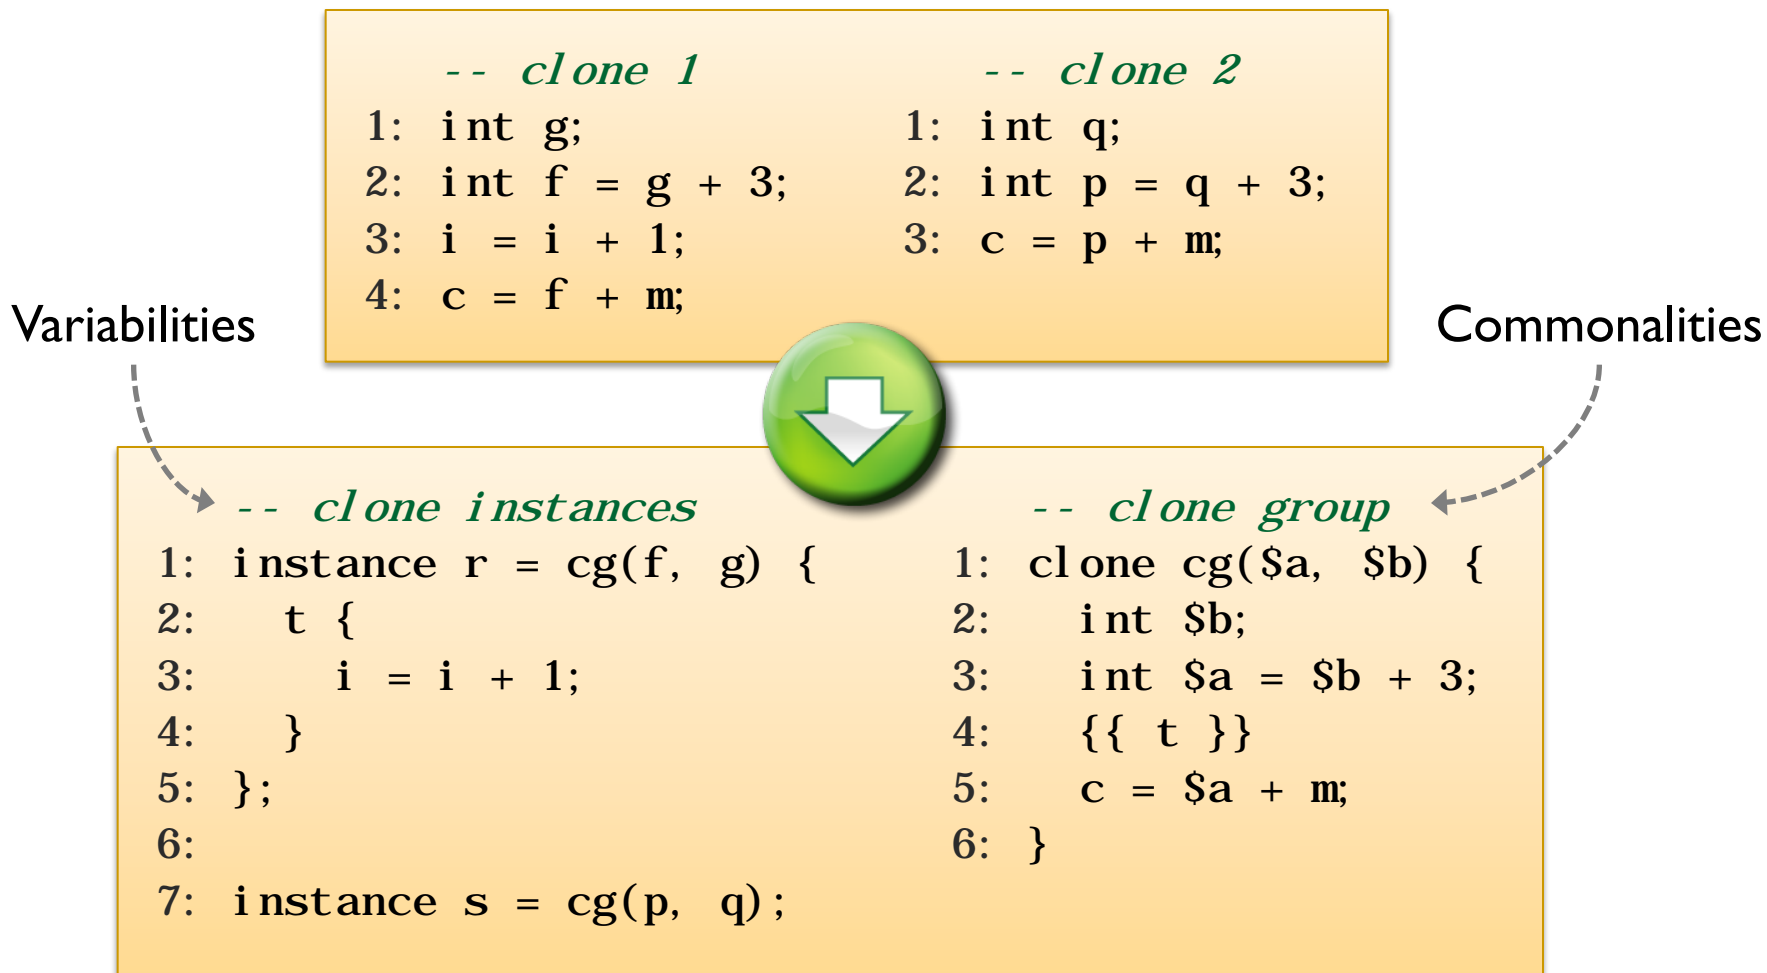 -- clone 1
1: int g;
2: int f = g + 3;
3: i = i + 1;
4: c = f + m;
-- clone 2
1: int q;
2: int p = q + 3;
3: c = p + m;
Variabilities
Commonalities
-- clone instances
1: instance r = cg(f, g) {
2: t {
3: i = i + 1;
4: }
5: };
6:
7: instance s = cg(p, q);
-- clone group
1: clone cg($a, $b) {
2: int $b;
3: int $a = $b + 3;
4: {{ t }}
5: c = $a + m;
6: }